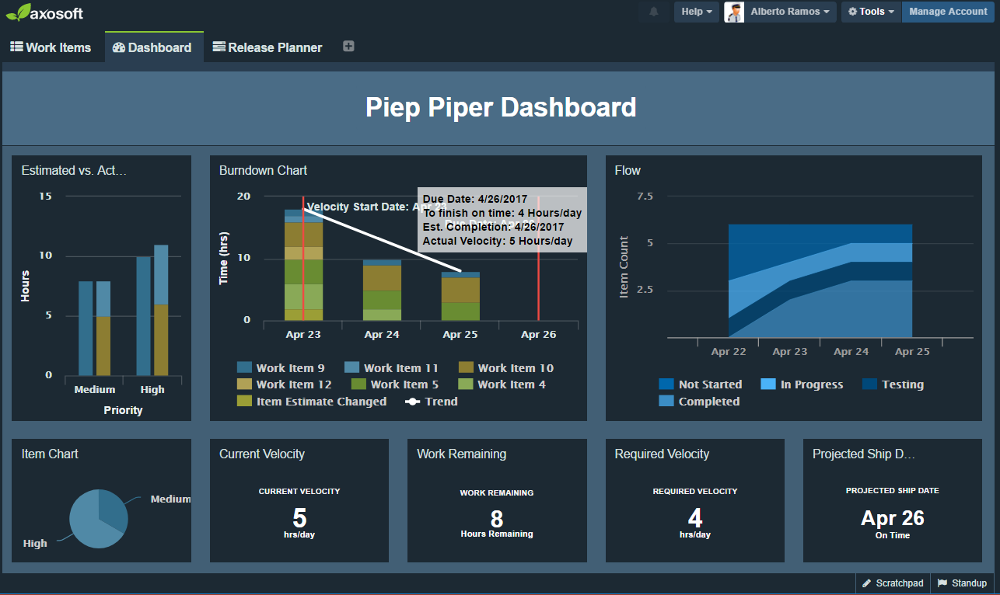 axosoft
Help
Alberto Ramos
Tools
Manage Account
Work Items
Dashboard
Release Planner
Piep Piper Dashboard
Estimated vs. Act...
15
10
5
0
Hours
Medium
High
Priority
Burndown Chart
20
10
0
Time (hrs)
Velocity Start Date: Apr 23
Due Date: Apr 26
Due Date: 4/26/2017
To finish on time: 4 Hours/day
Est. Completion: 4/26/2017
Actual Velocity: 5 Hours/day
Apr 23
Apr 24
Apr 25
Apr 26
Work Item 9
Work Item 11
Work Item 10
Work Item 12
Work Item 5
Work Item 4
Item Estimate Changed
Trend
Flow
7.5
5
2.5
Item Count
Apr 22
Apr 23
Apr 24
Apr 25
Not Started
In Progress
Testing
Completed
Item Chart
Medium
High
Current Velocity
CURRENT VELOCITY
5
hrs/day
Work Remaining
WORK REMAINING
8
Hours Remaining
Required Velocity
REQUIRED VELOCITY
4
hrs/day
Projected Ship D...
PROJECTED SHIP DATE
Apr 26
On Time
Scratchpad
Standup